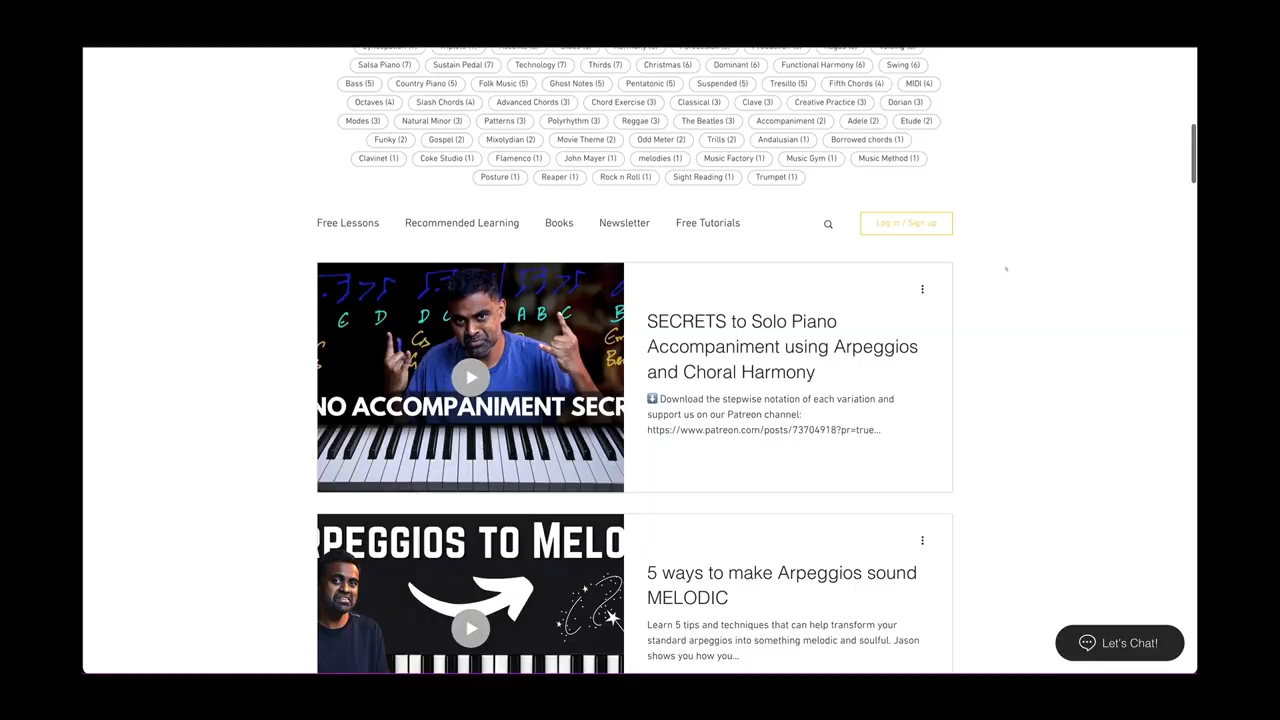 Salsa Piano (7) Sustain Pedal (7) Technology (7) Thirds (7) Christmas (6) Dominant (6) Functional Harmony (6) Swing (6)
Bass (5) Country Piano (5) Folk Music (5) Ghost Notes (5) Pentatonic (5) Suspended (5) Tresillo (5) Fifth Chords (4) MIDI (4)
Octaves (4) Slash Chords (4) Advanced Chords (3) Chord Exercise (3) Classical (3) Clave (3) Creative Practice (3) Dorian (3)
Modes (3) Natural Minor (3) Patterns (3) Polyrhythm (3) Reggae (3) The Beatles (3) Accompaniment (2) Adele (2) Etude (2)
Funky (2) Gospel (2) Mixolydian (2) Movie Theme (2) Odd Meter (2) Trills (2) Andalusian (1) Borrowed chords (1)
Clavinet (1) Coke Studio (1) Flamenco (1) John Mayer (1) melodies (1) Music Factory (1) Music Gym (1) Music Method (1)
Posture (1) Reaper (1) Rock n Roll (1) Sight Reading (1) Trumpet (1)
Free Lessons Recommended Learning Books Newsletter Free Tutorials Log in / Sign up
E D D C A B C
NO ACCOMPANIMENT SECR
SECRETS to Solo Piano
Accompaniment using Arpeggios
and Choral Harmony
Download the stepwise notation of each variation and
support us on our Patreon channel:
https://www.patreon.com/posts/73704918?pr=true...
RPEGGIOS TO MELO
5 ways to make Arpeggios sound
MELODIC
Learn 5 tips and techniques that can help transform your
standard arpeggios into something melodic and soulful. Jason
shows you how you...
Let's Chat!